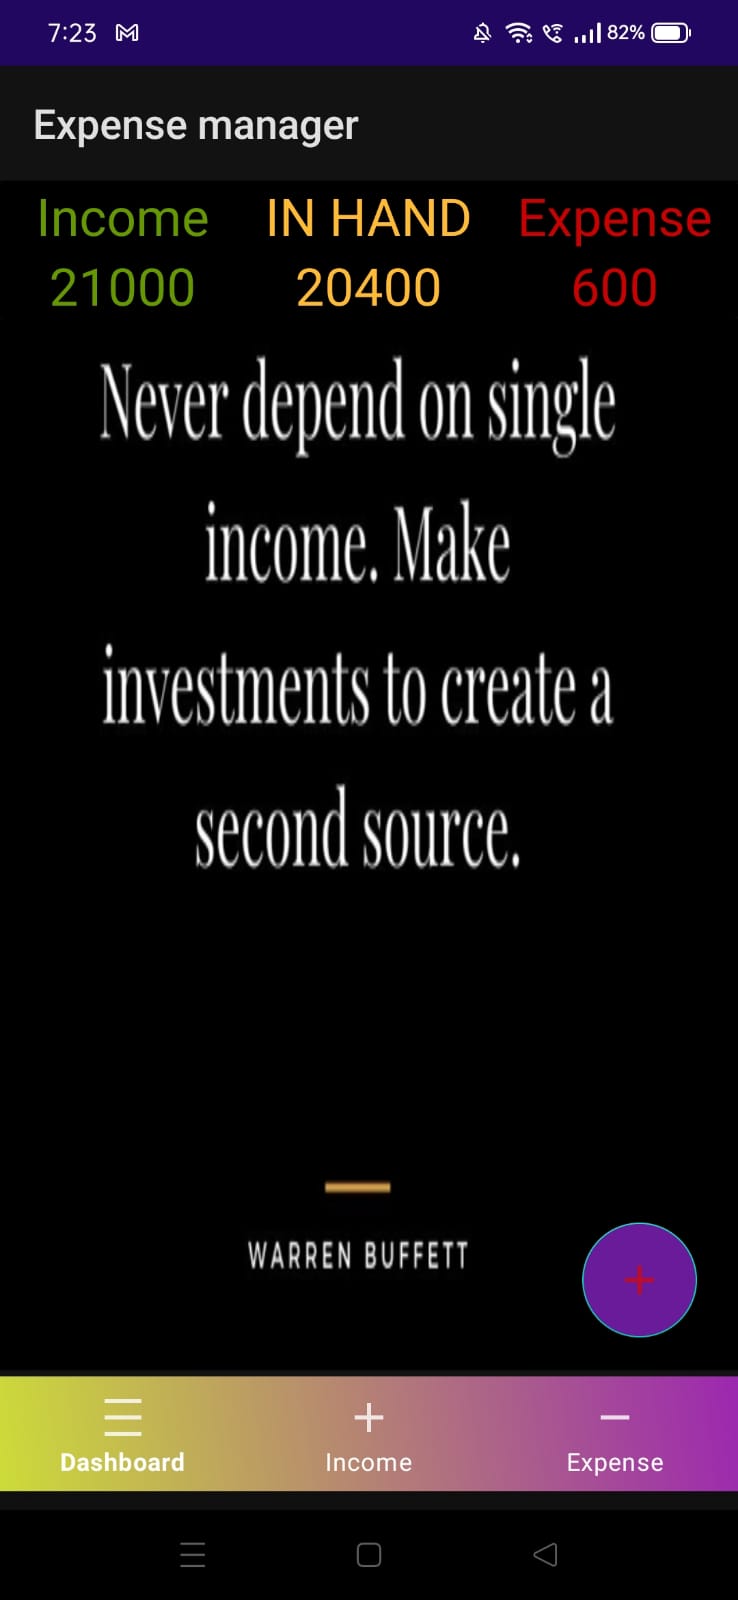 7:23 82%
Expense manager
Income IN HAND Expense
21000 20400 600
Never depend on single
income. Make
investments to create a
second source.
WARREN BUFFETT
Dashboard Income Expense